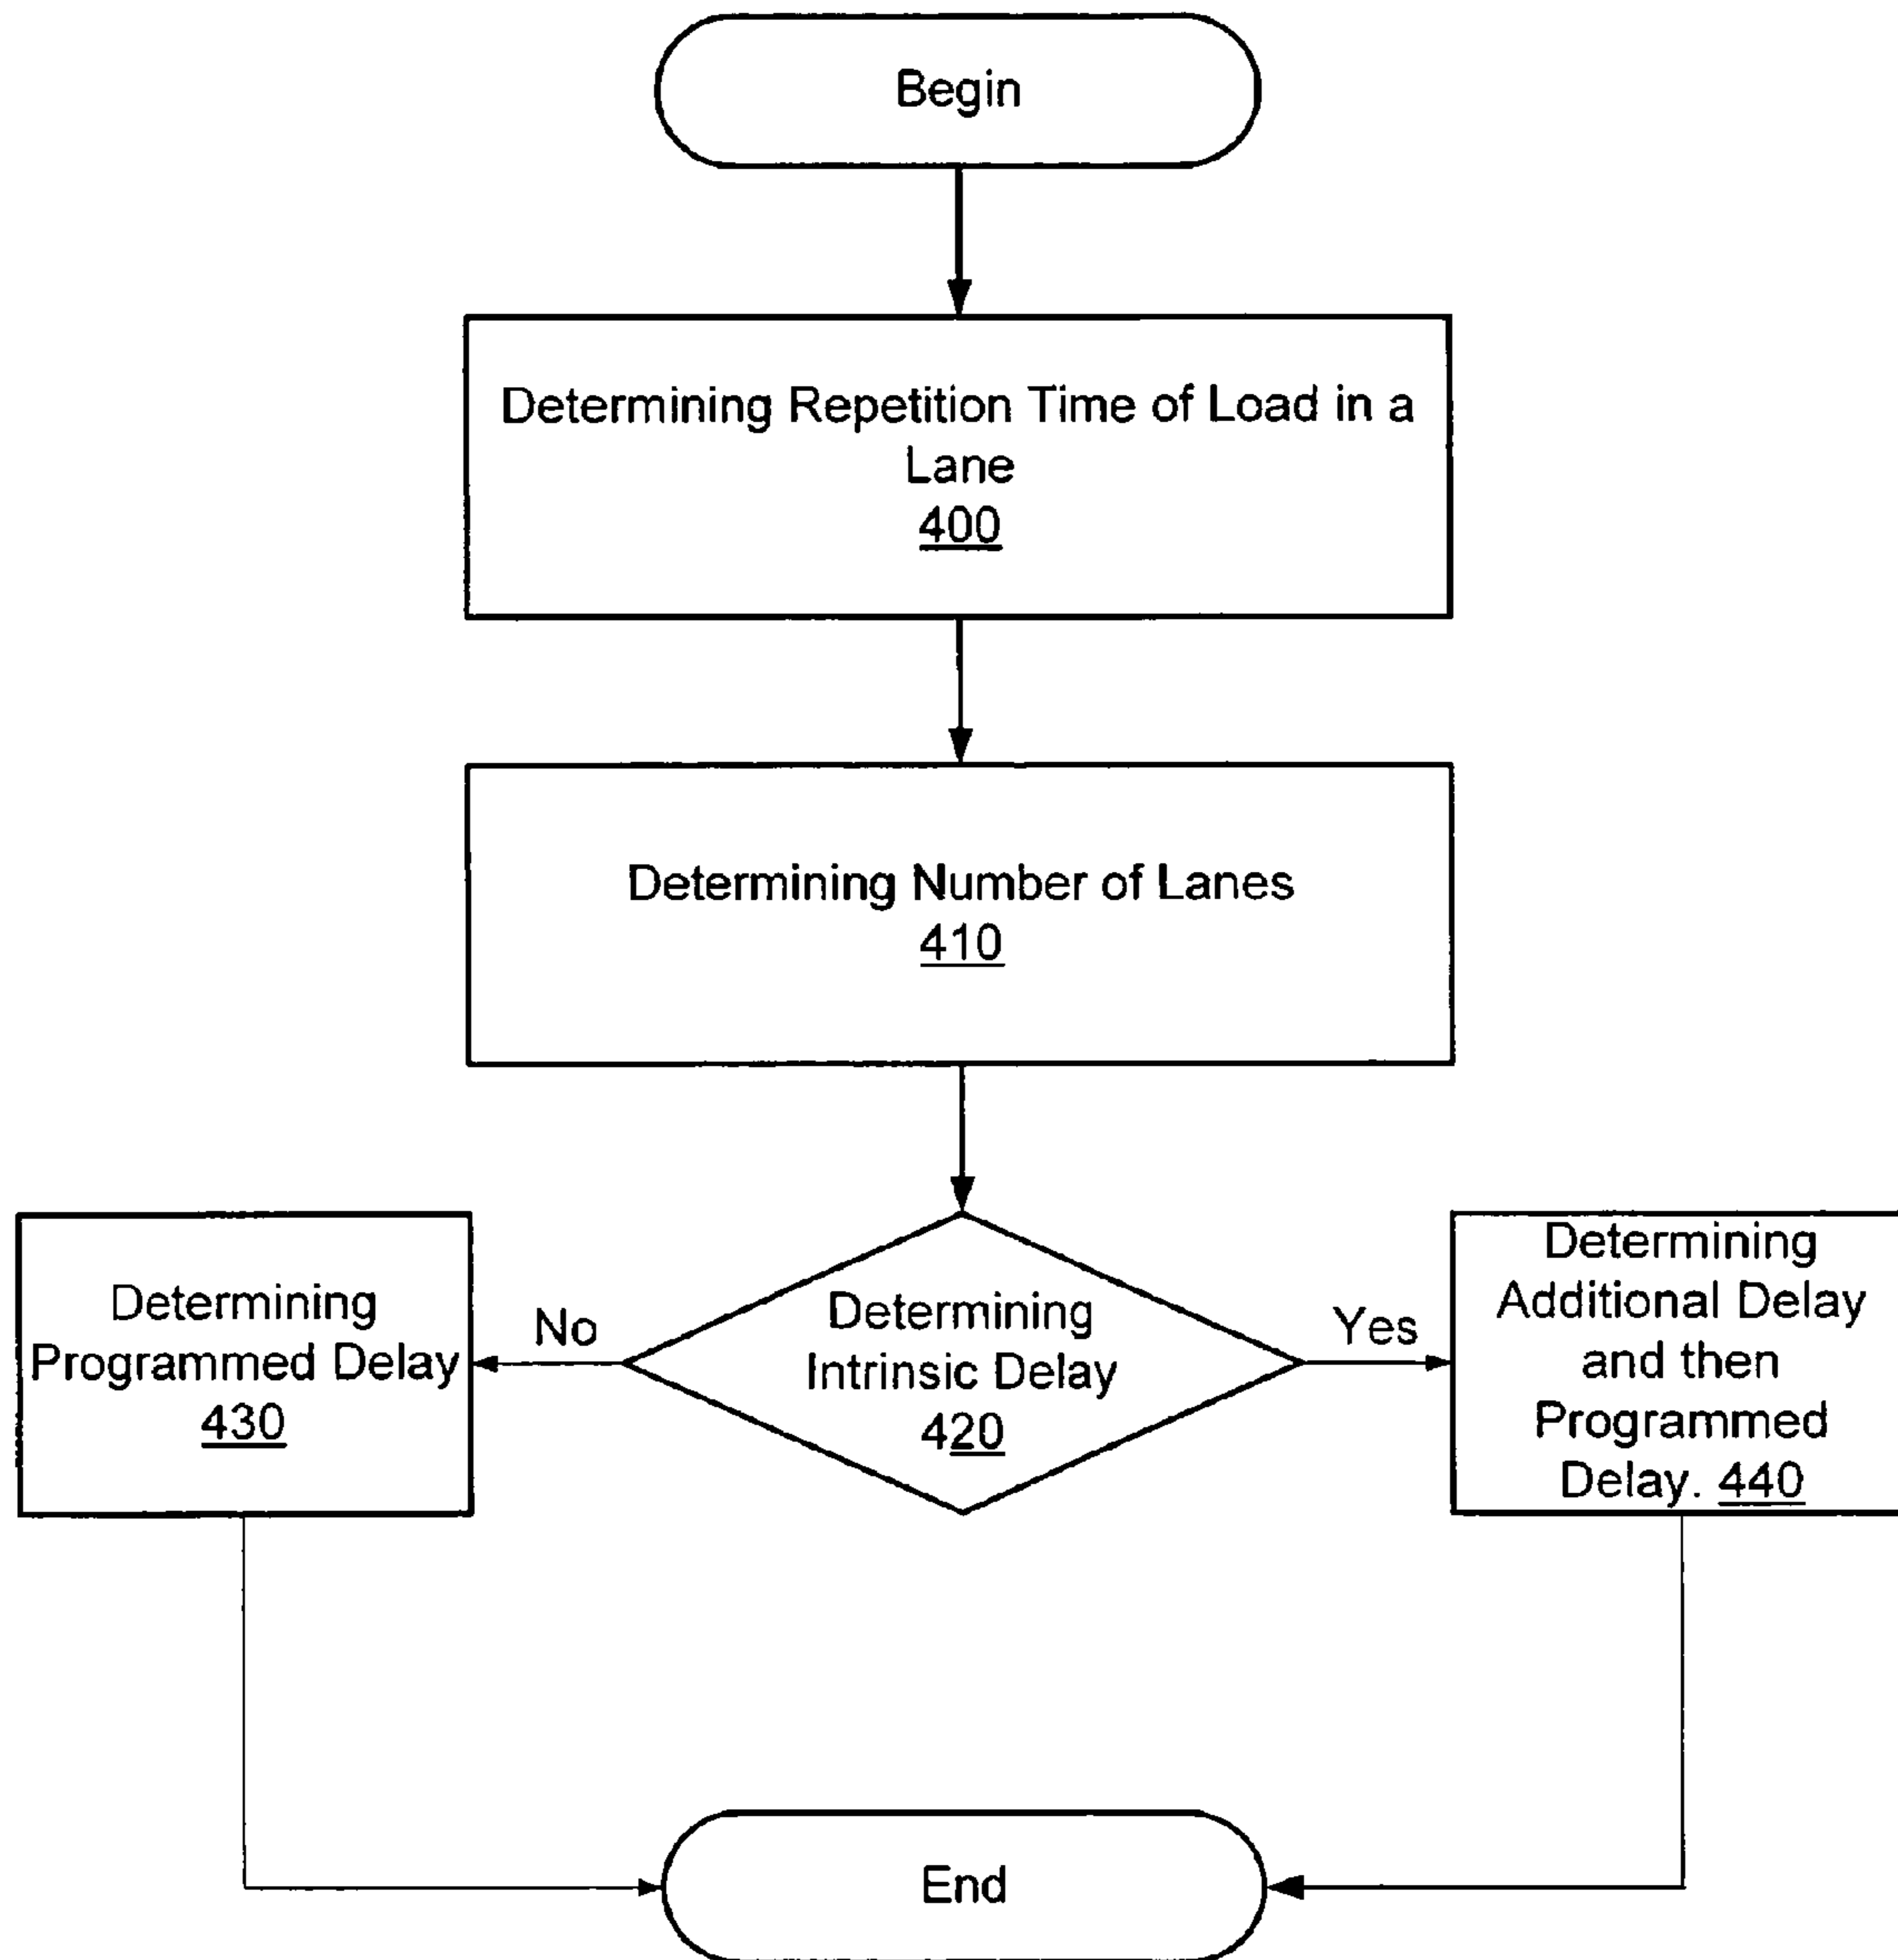 Begin
Determining Repetition Time of Load in a
Lane
400
Determining Number of Lanes
410
Determining
Programmed Delay
430
No
Determining
Intrinsic Delay
420
Yes
Determining
Additional Delay
and then
Programmed
Delay. 440
End